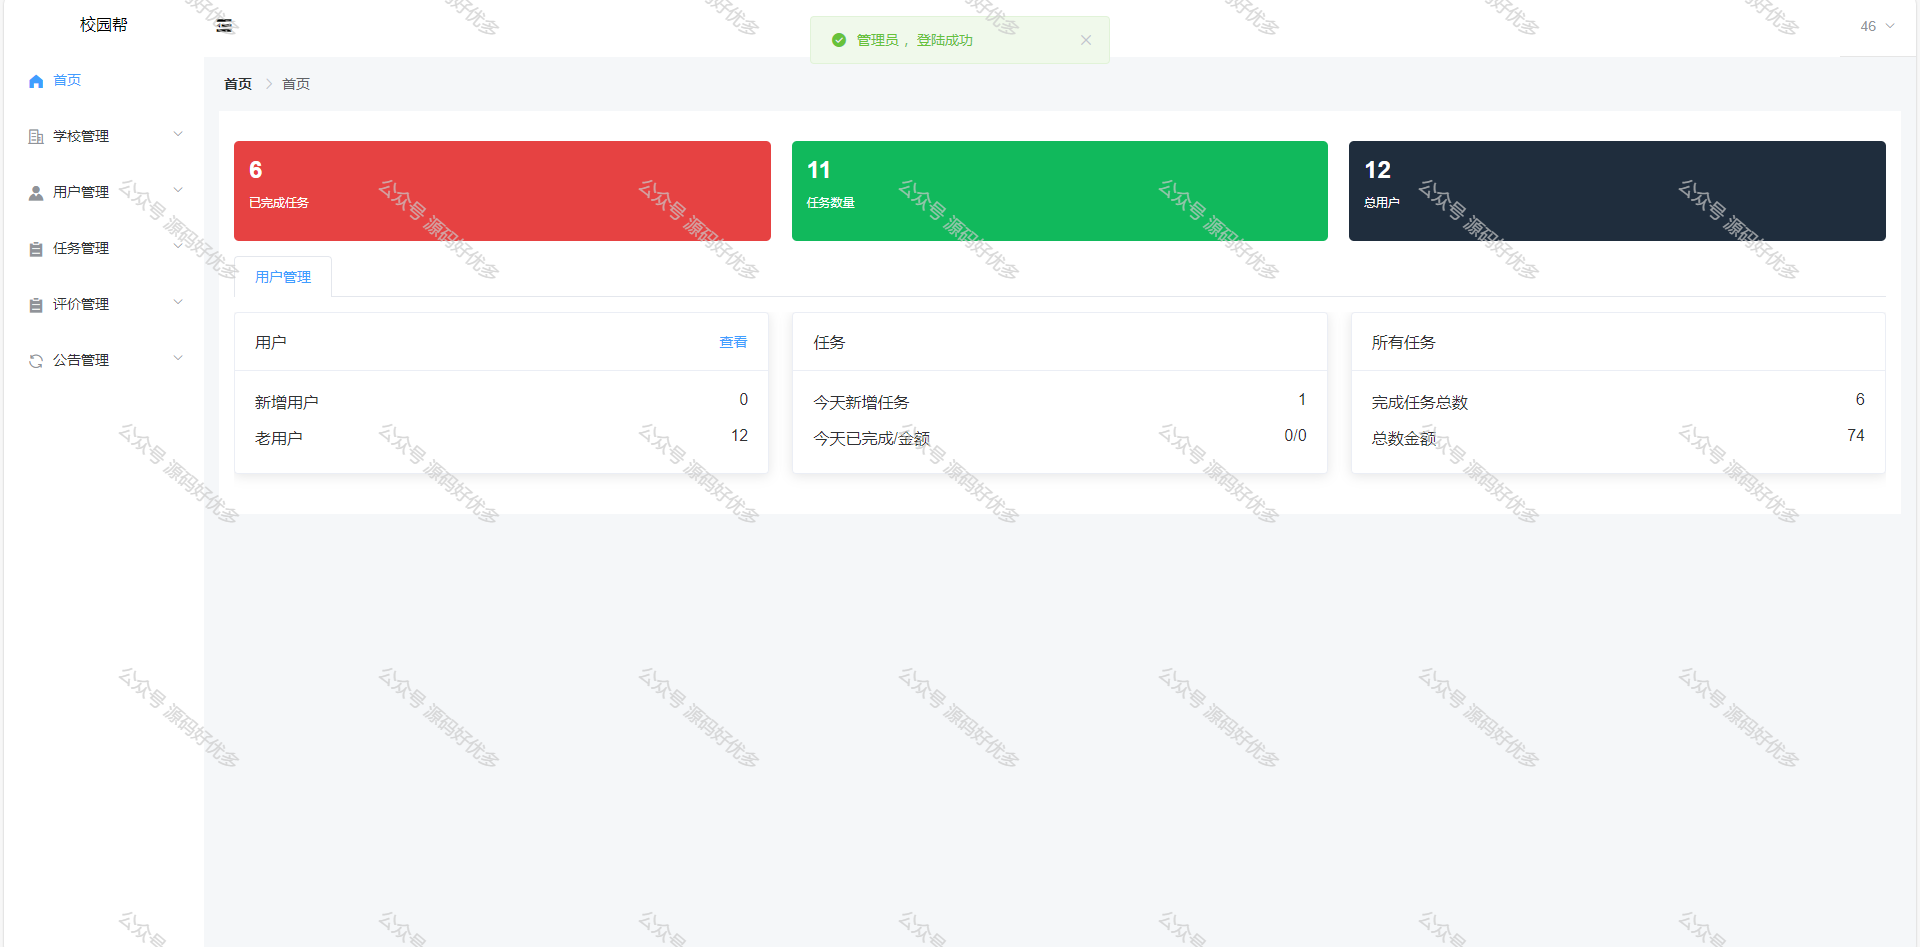 校园帮
管理员 ，登陆成功
46
首页
学校管理
用户管理
任务管理
评价管理
公告管理
首页
首页
6
已完成任务
11
任务数量
12
总用户
用户管理
用户
查看
新增用户
0
老用户
12
任务
今天新增任务
1
今天已完成/金额
0/0
所有任务
完成任务总数
6
总数金额
74
公众号 源码好优多